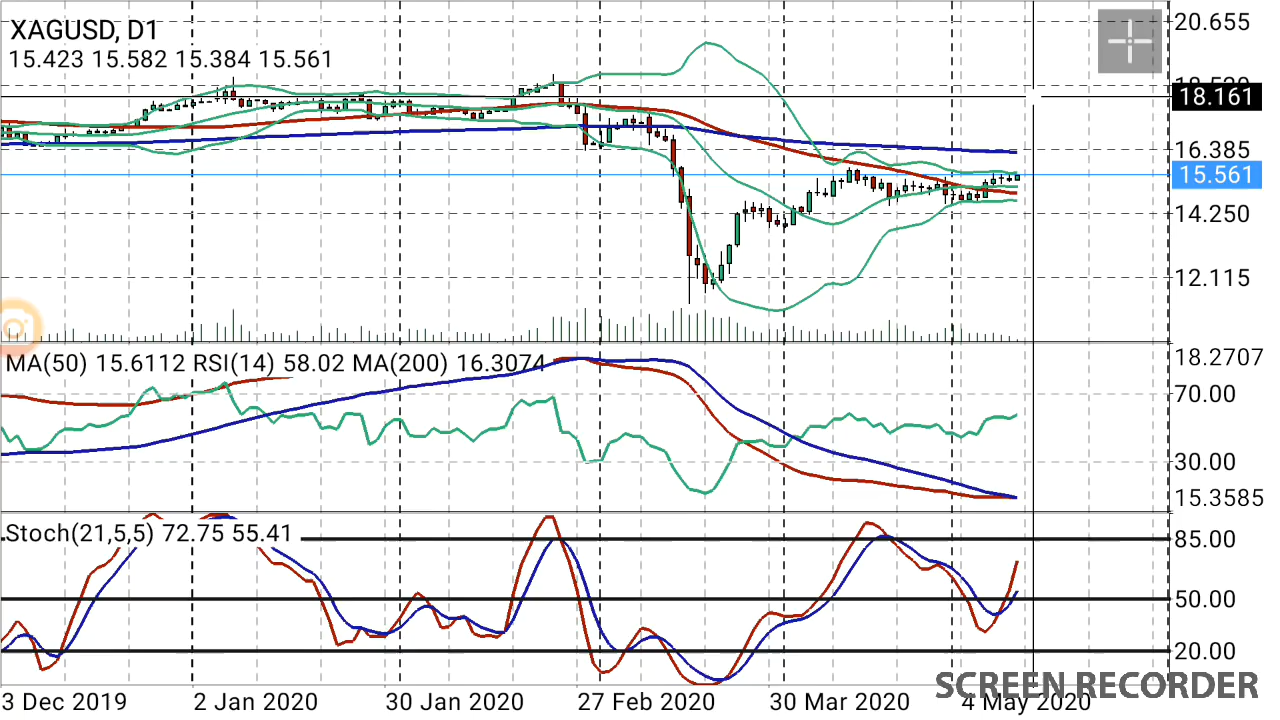 XAGUSD, D1
15.423 15.582 15.384 15.561
20.655
18.161
16.385
15.561
14.250
12.115
MA(50) 15.6112 RSI(14) 58.02 MA(200) 16.3074
18.2707
70.00
30.00
15.3585
Stoch(21,5,5) 72.75 55.41
85.00
50.00
20.00
3 Dec 2019 2 Jan 2020 30 Jan 2020 27 Feb 2020 30 Mar 2020 4 May 2020
SCREEN RECORDER